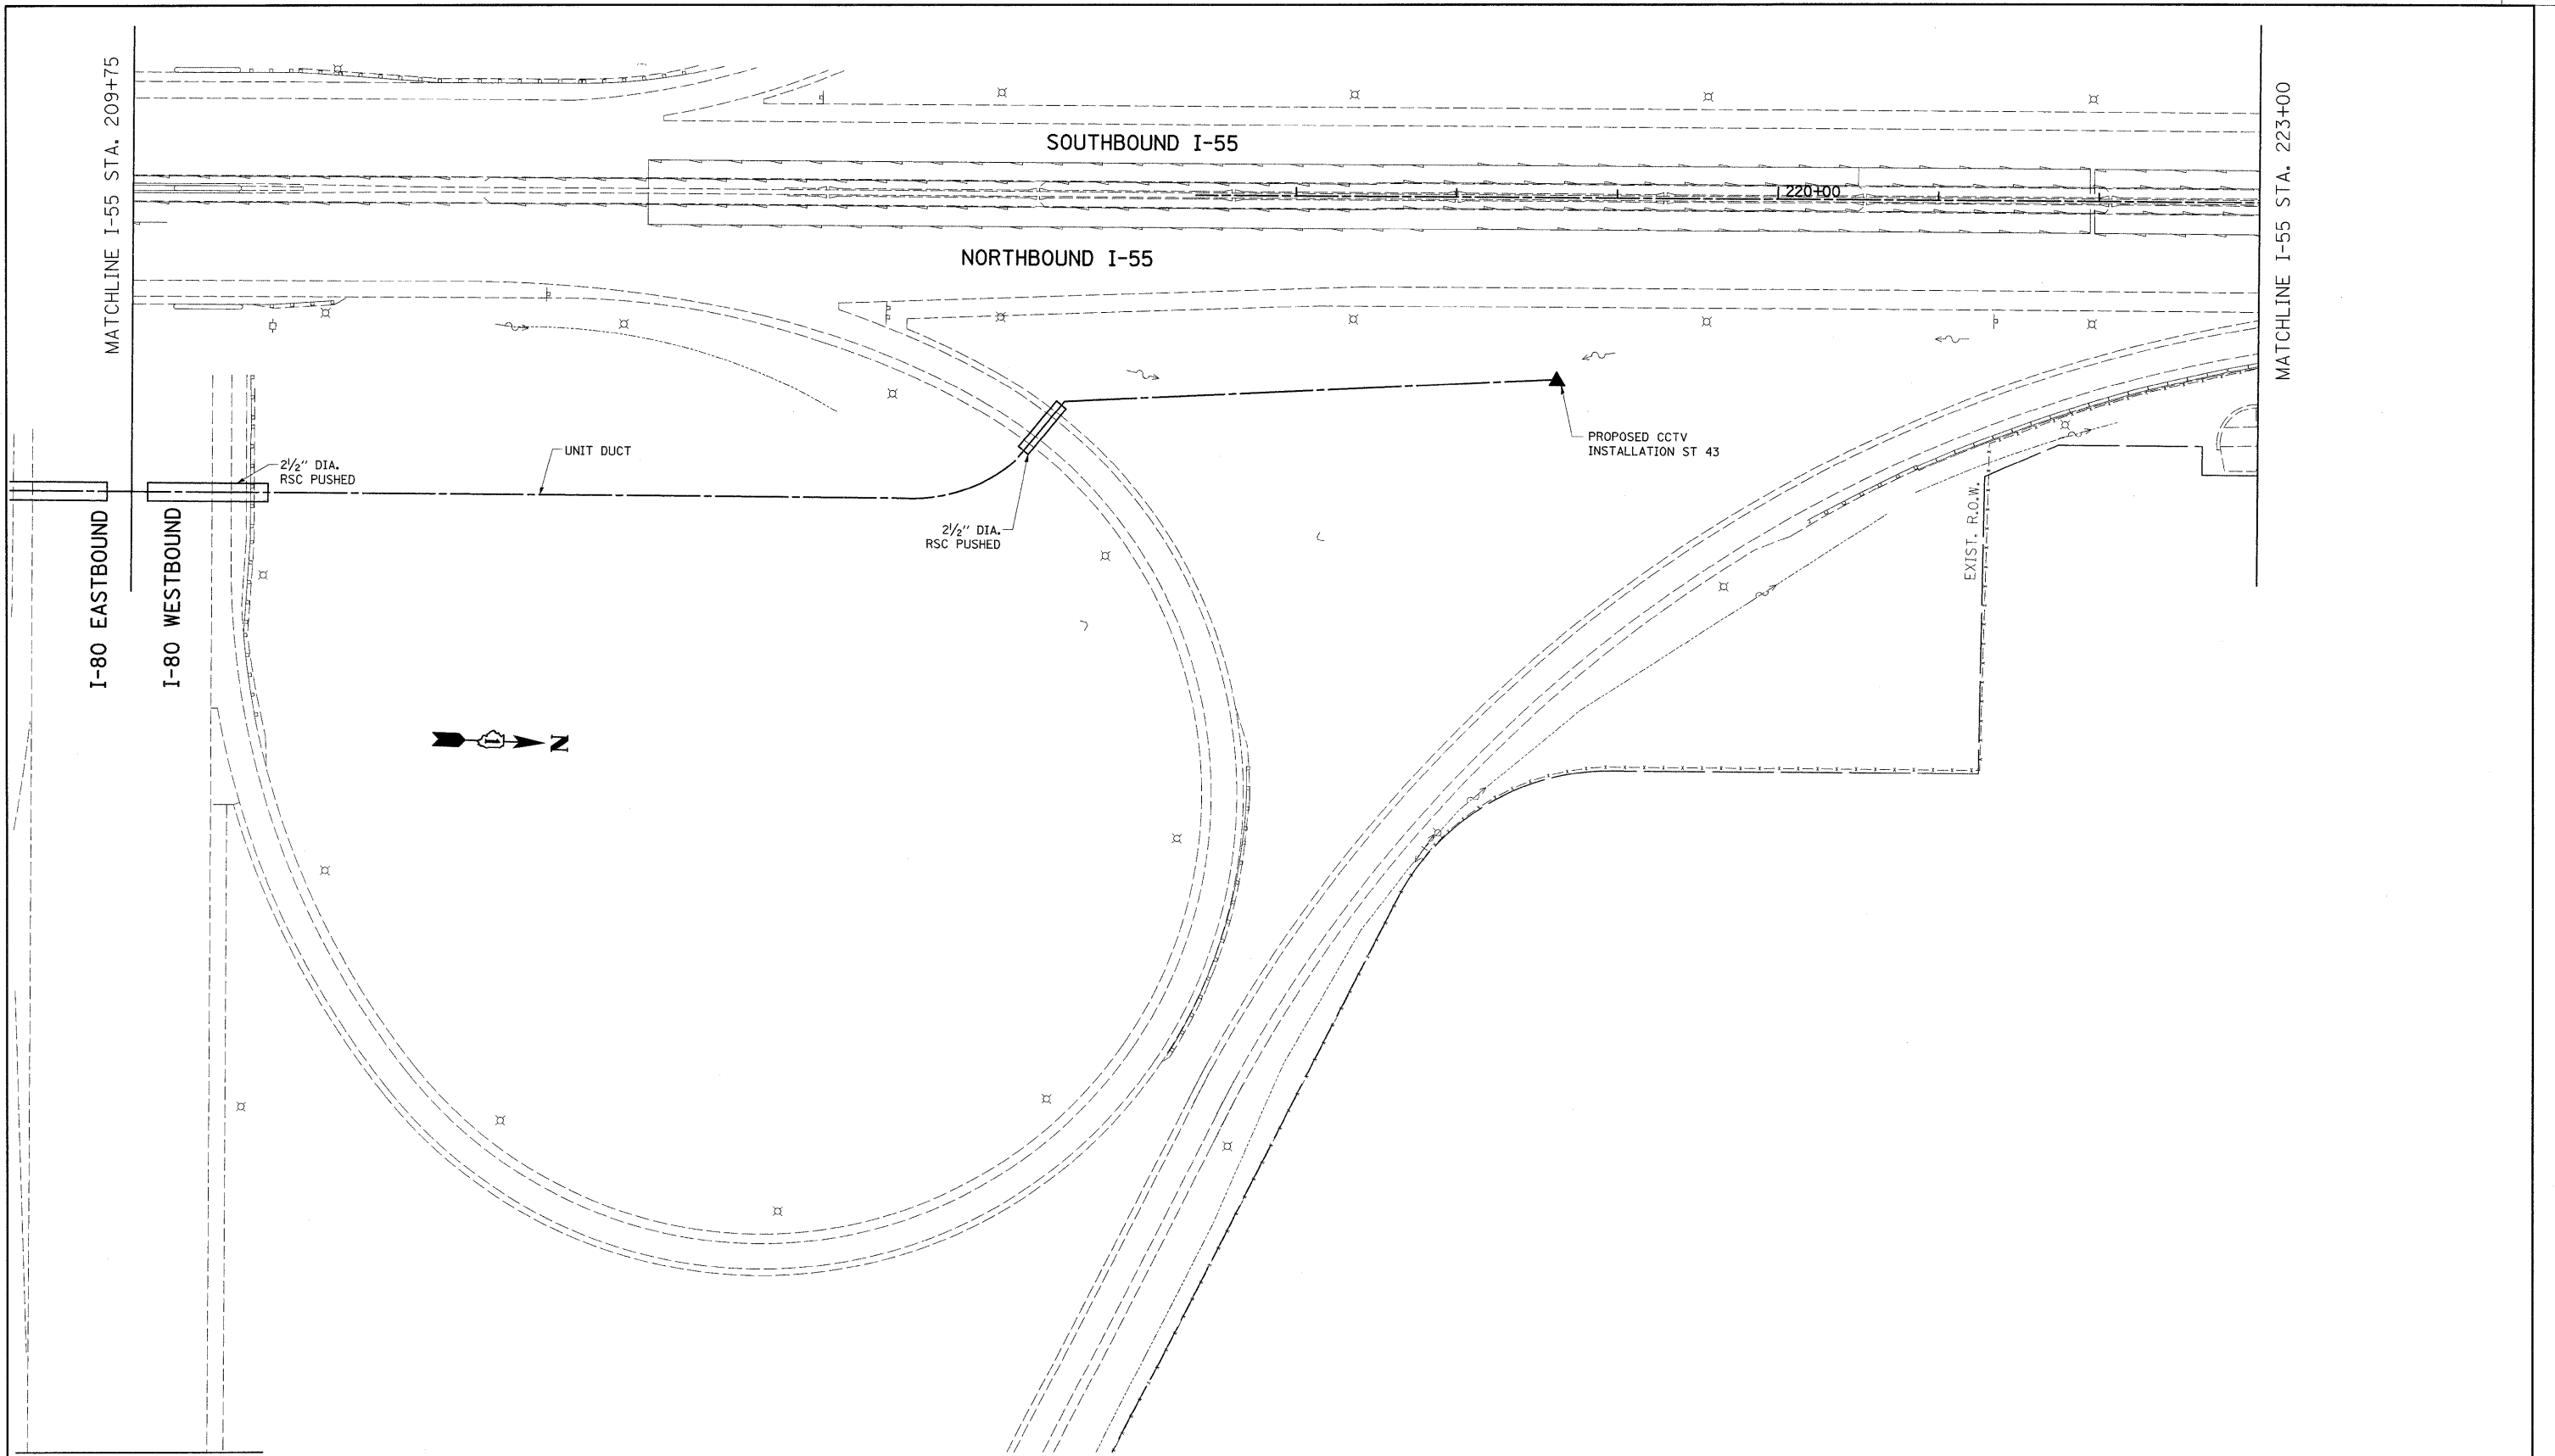 MATCHLINE I-55 STA. 209+75
SOUTHBOUND I-55
220+00
NORTHBOUND I-55
MATCHLINE I-55 STA. 223+00
2½" DIA.
RSC PUSHED
UNIT DUCT
PROPOSED CCTV
INSTALLATION ST 43
2½" DIA.
RSC PUSHED
I-80 EASTBOUND
I-80 WESTBOUND
EXIST. R.O.W.
N